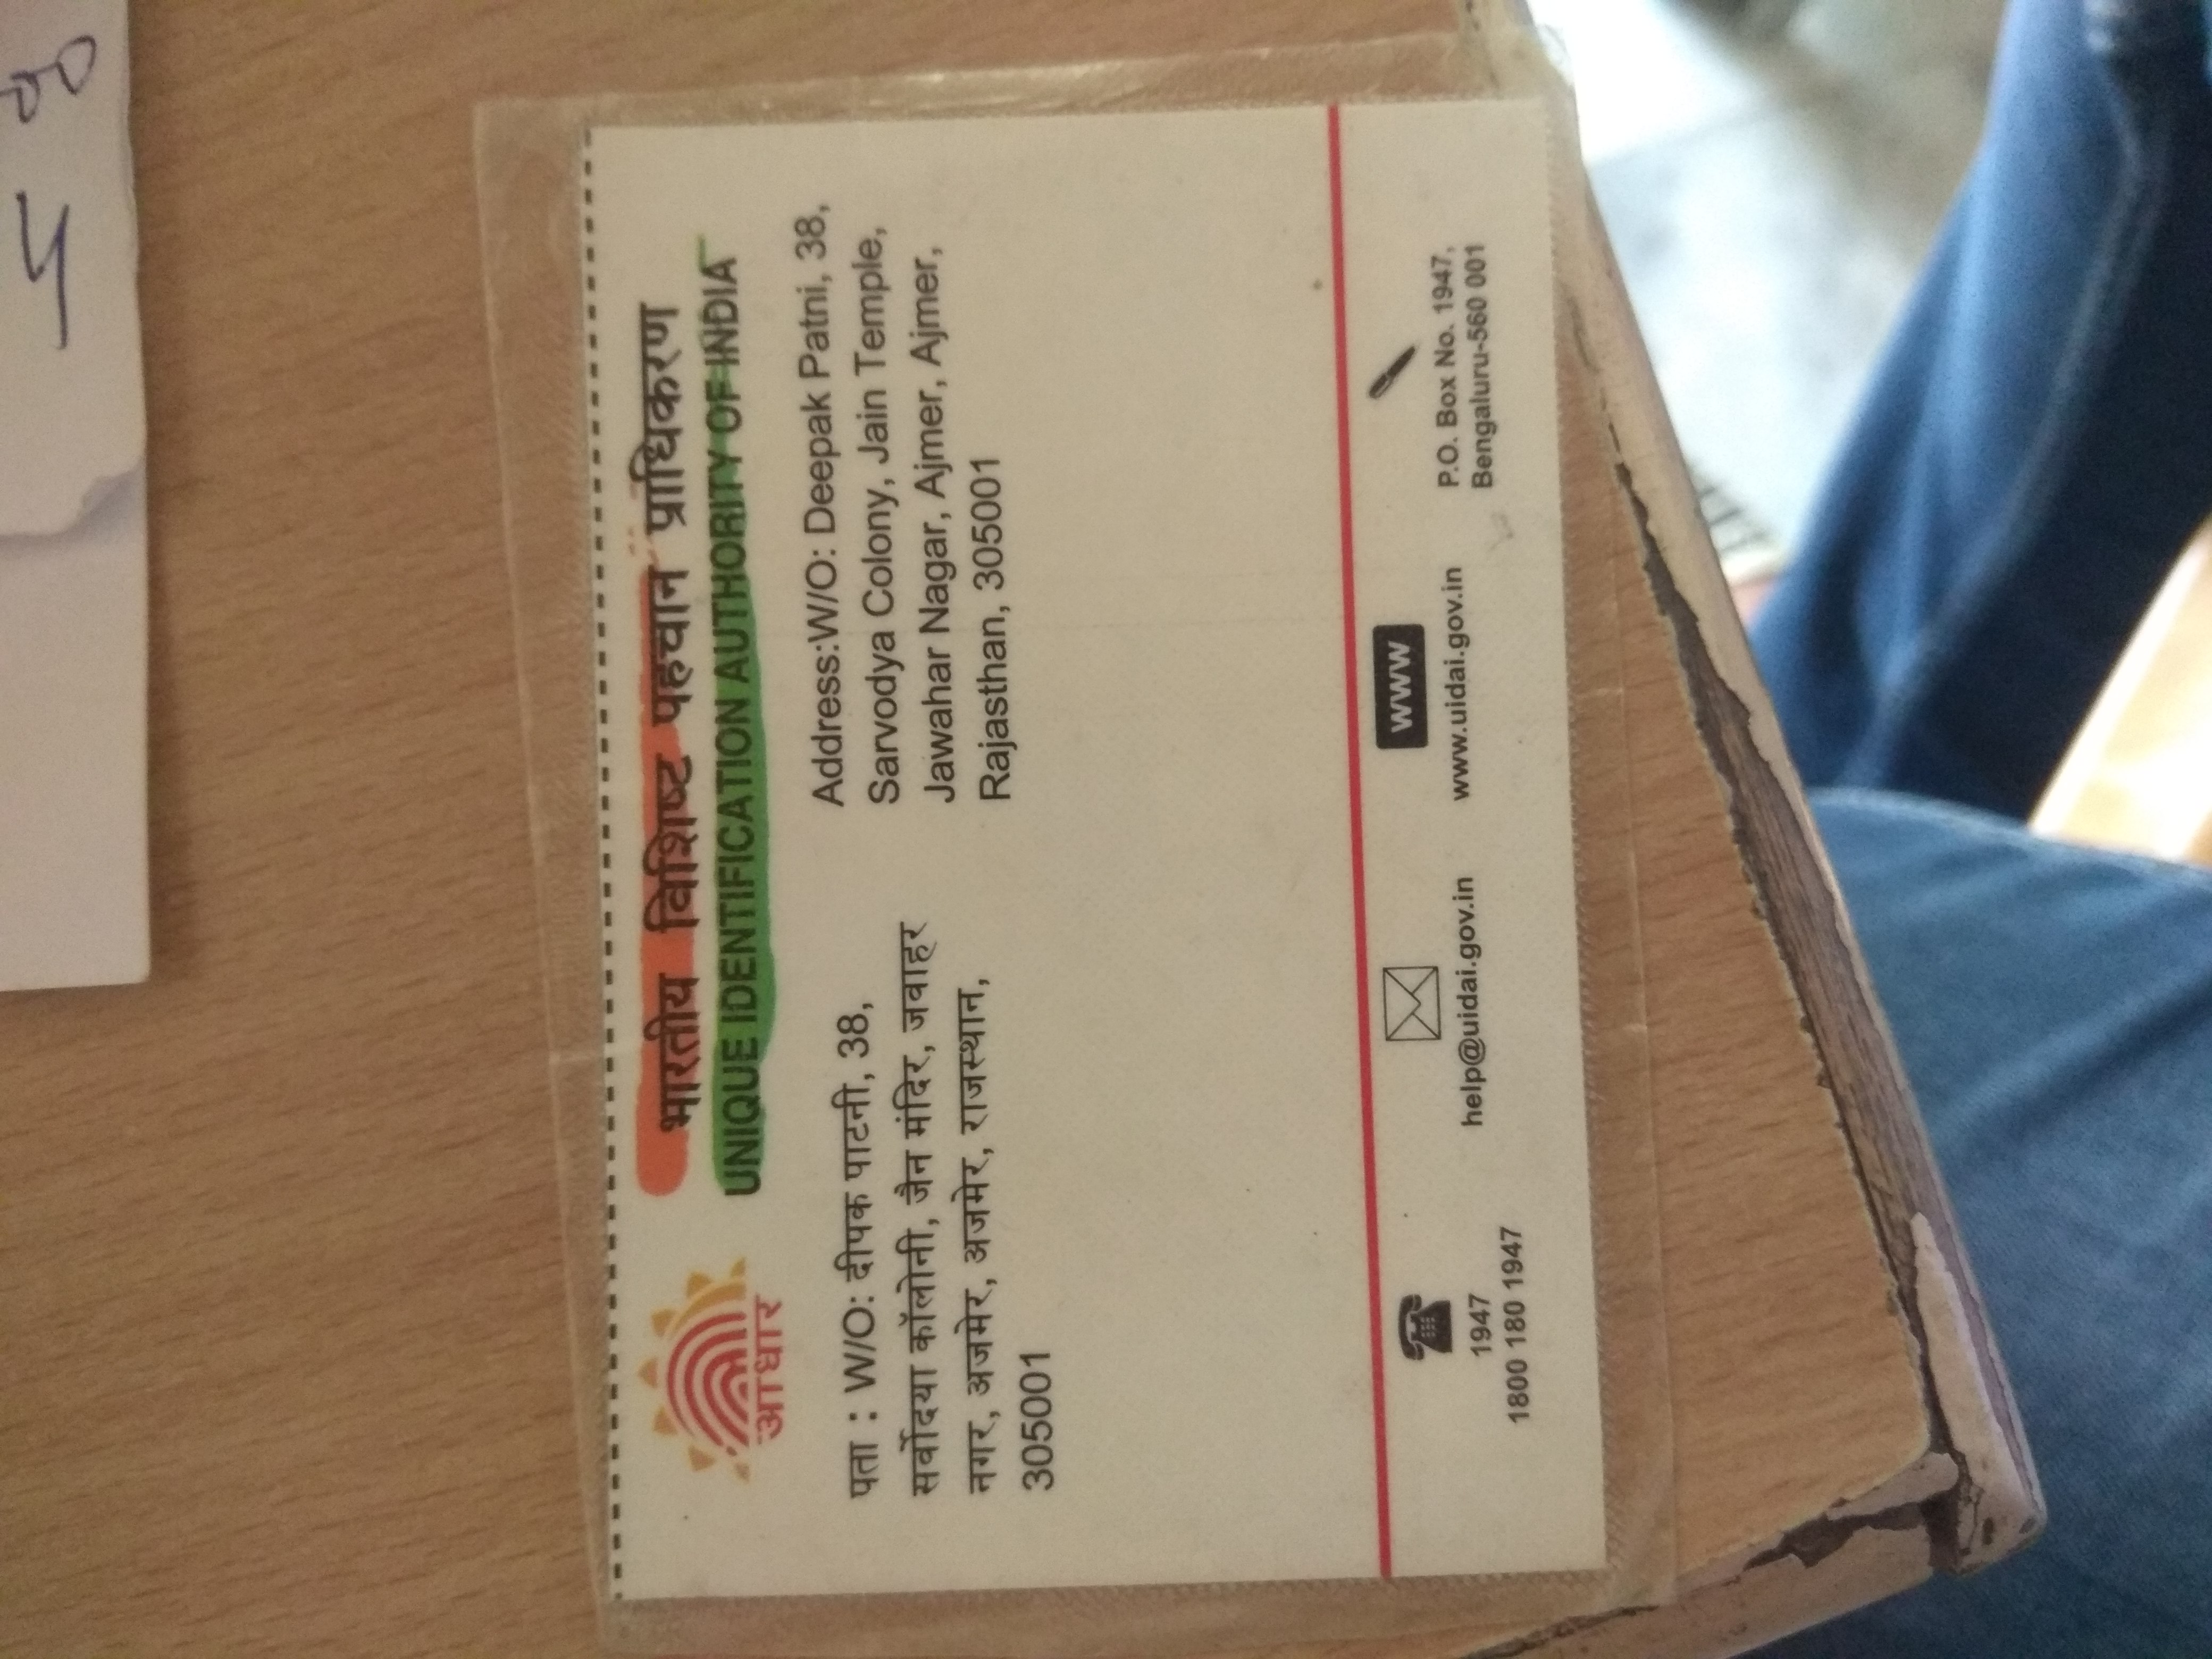 आधार
भारतीय विशिष्ट पहचान प्राधिकरण
UNIQUE IDENTIFICATION AUTHORITY OF INDIA
पता : W/O: दीपक पाटनी, 38,
सर्वोदया कॉलोनी, जैन मंदिर, जवाहर
नगर, अजमेर, अजमेर, राजस्थान,
305001
Address:W/O: Deepak Patni, 38,
Sarvodya Colony, Jain Temple,
Jawahar Nagar, Ajmer, Ajmer,
Rajasthan, 305001
1947
1800 180 1947
help@uidai.gov.in
WWW
www.uidai.gov.in
P.O. Box No. 1947,
Bengaluru-560 001